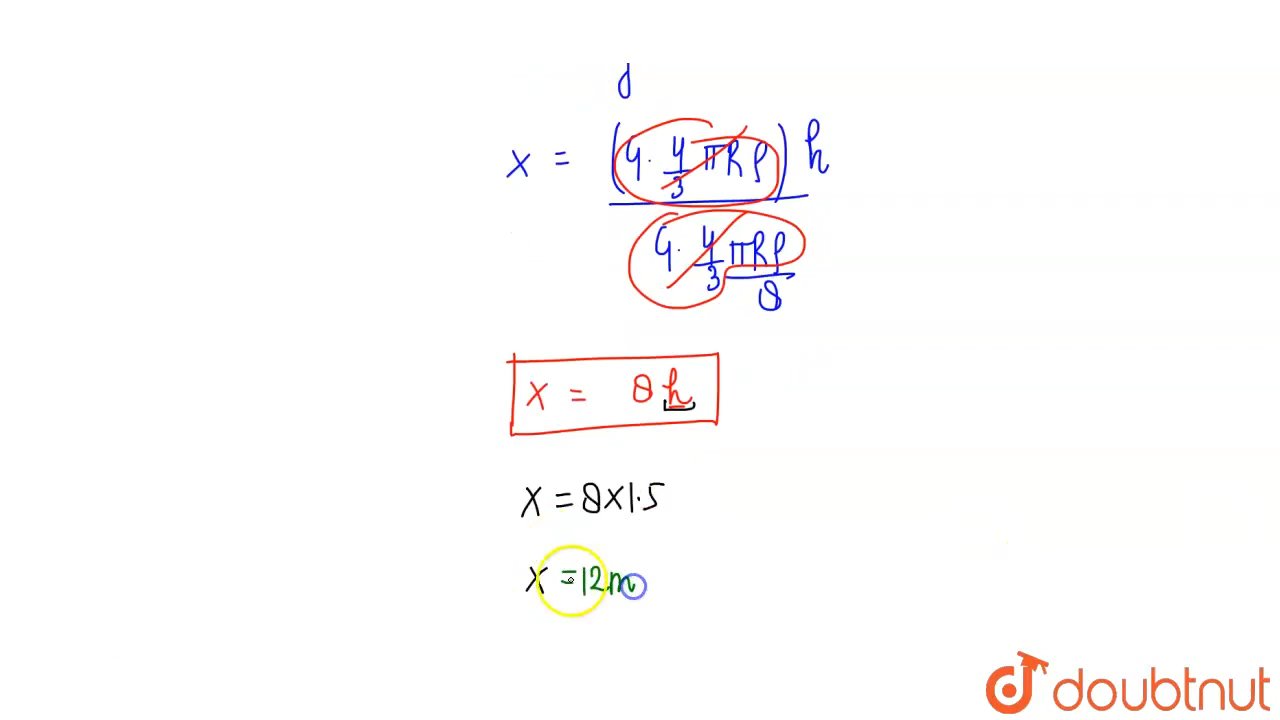 g
x = (G · 4/3 πRρ) h
G · 4/3 πRρ/8
x = 8h
x = 8×1.5
x = 12m
doubtnut